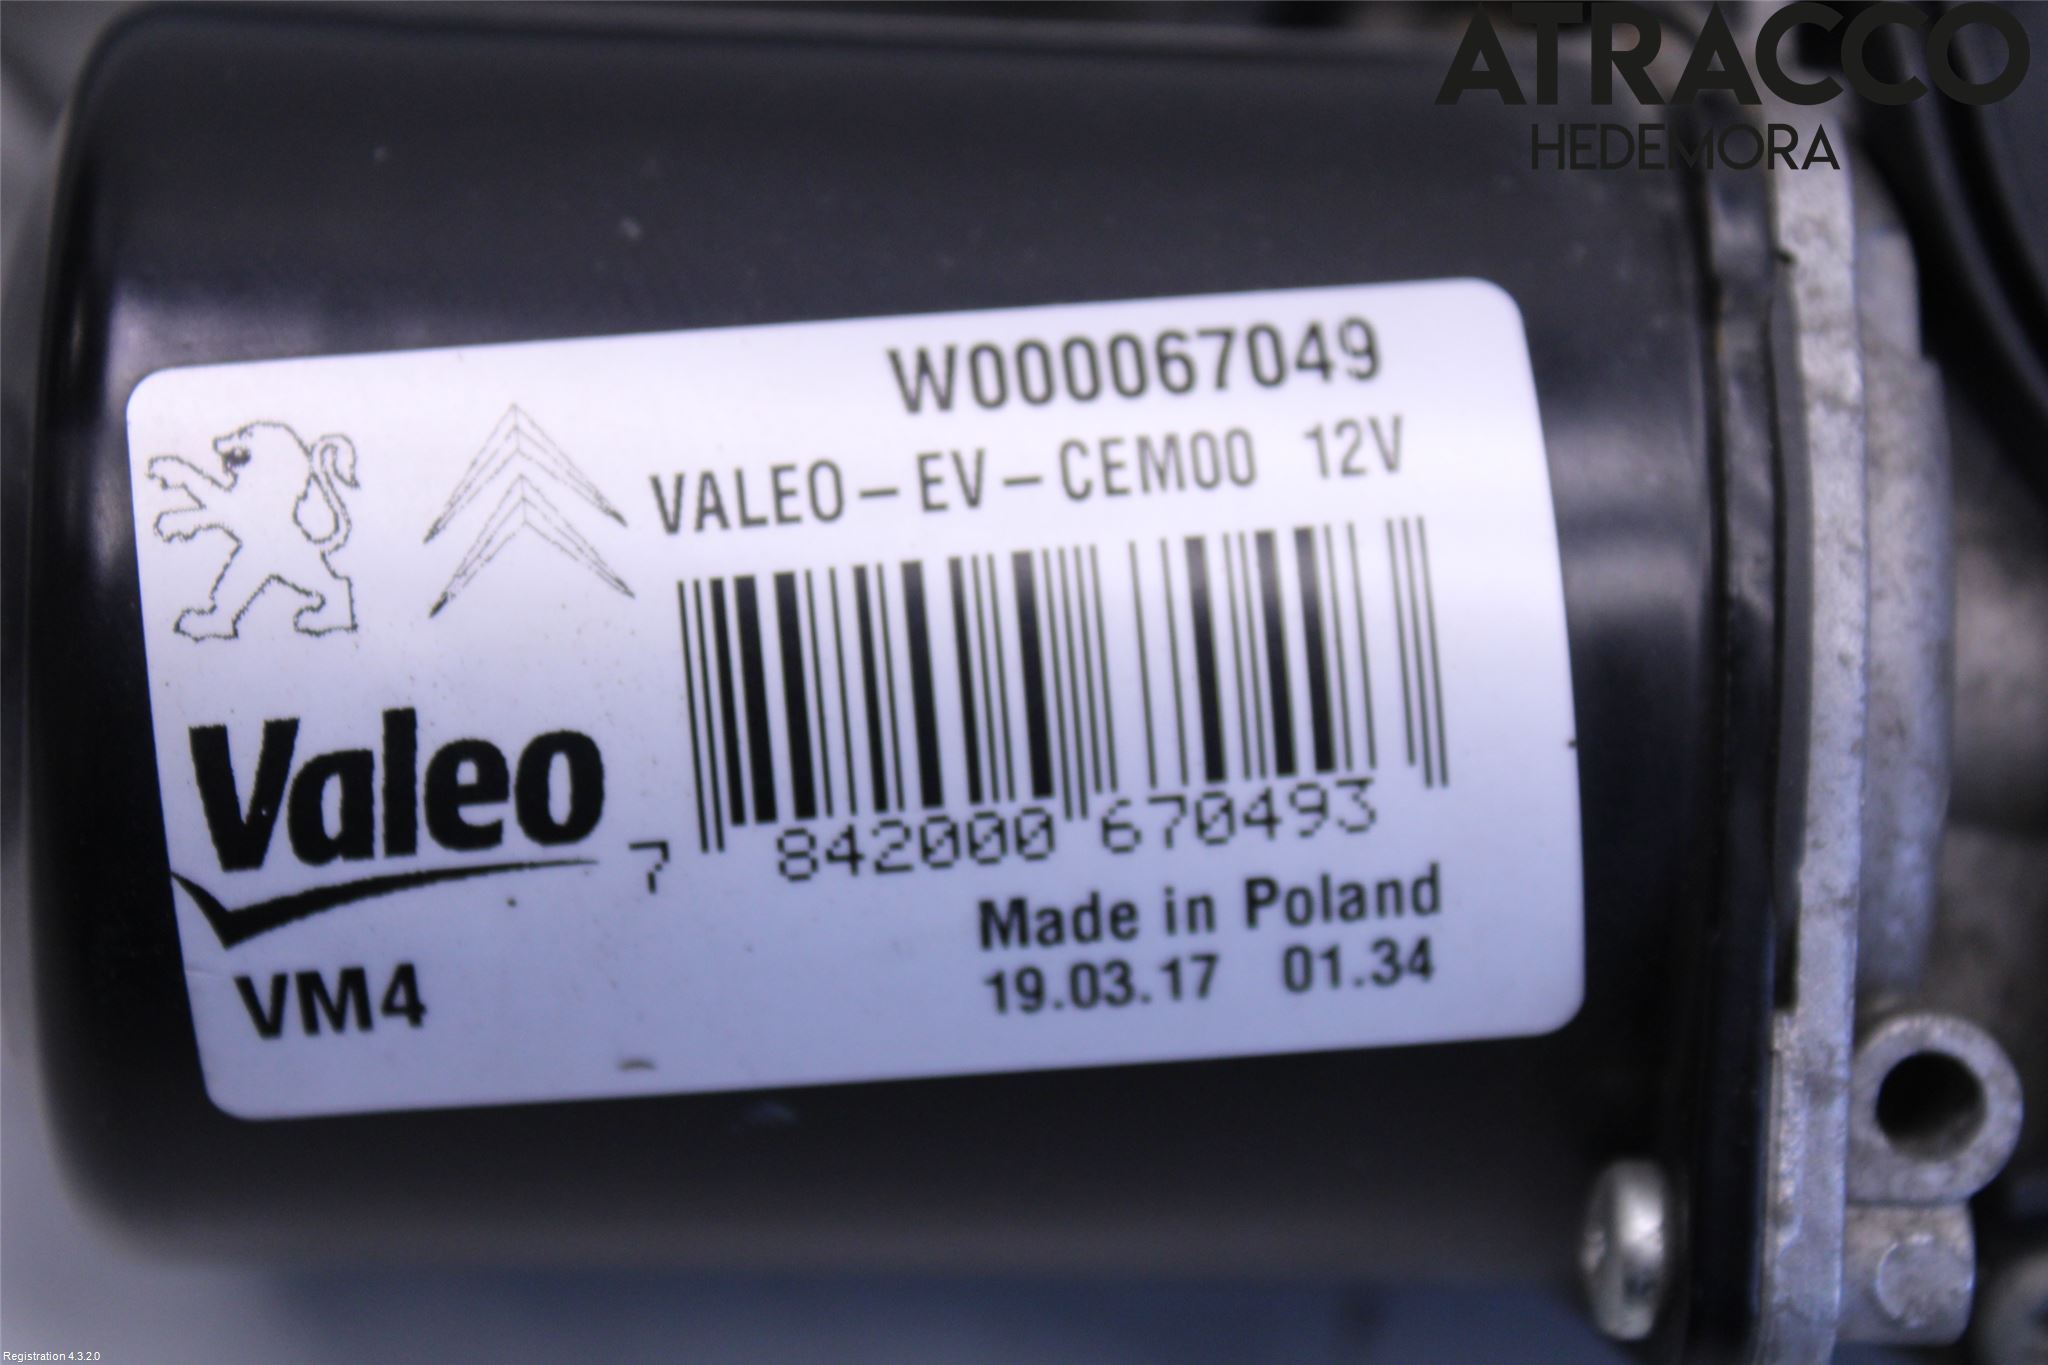 ATRACCO
HEDEMORA
W000067049
VALEO-EV-CEM00 12V
7 842000 670493
Valeo
Made in Poland
19.03.17 01.34
VM4
Registration 4.3.2.0